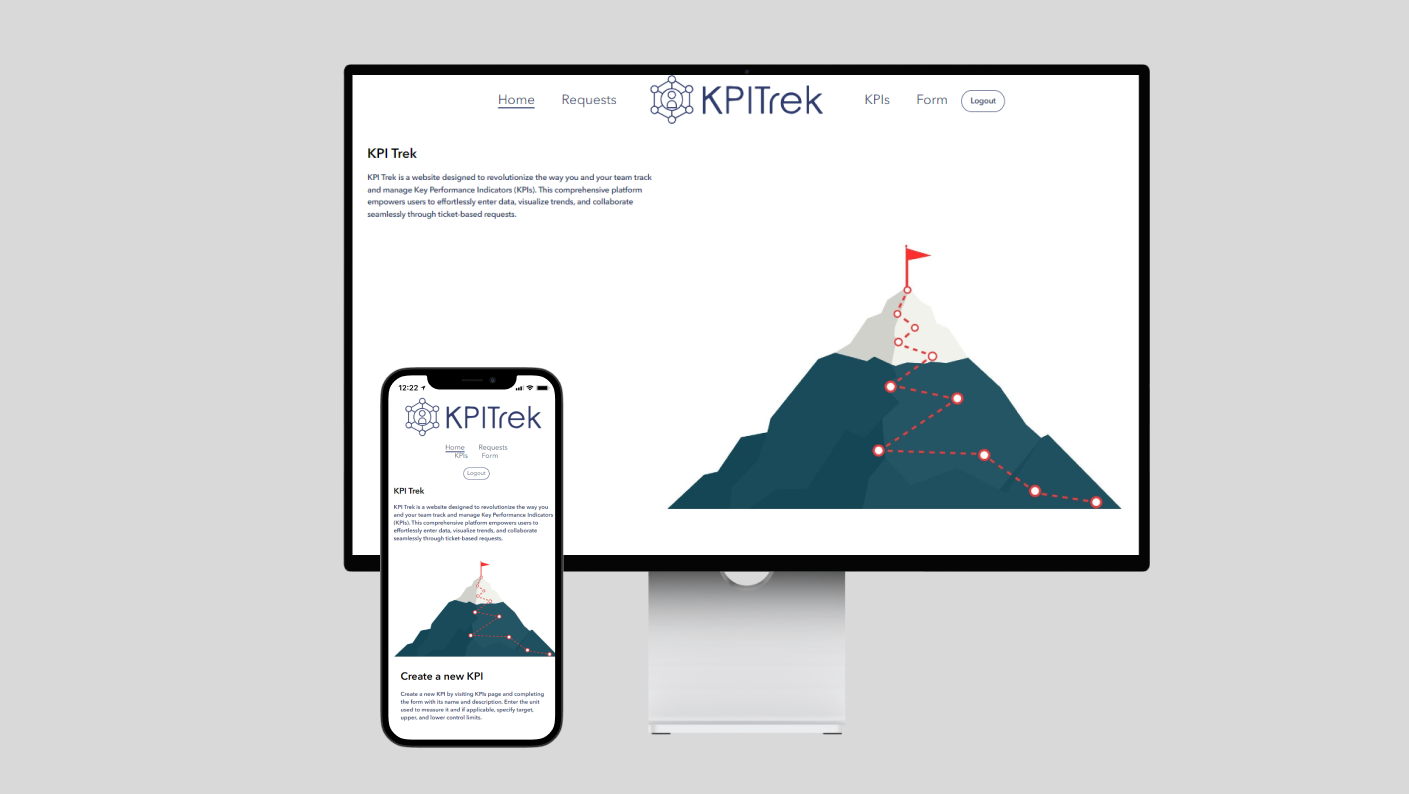 Home Requests KPITrek KPIs Form Logout
KPI Trek
KPI Trek is a website designed to revolutionize the way you and your team track
and manage Key Performance Indicators (KPIs). This comprehensive platform
empowers users to effortlessly enter data, visualize trends, and collaborate
seamlessly through ticket-based requests.
12:22
KPITrek
Home Requests
KPIs Form
Logout
KPI Trek
KPI Trek is a website designed to revolutionize the way you
and your team track and manage Key Performance Indicators
(KPIs). This comprehensive platform empowers users to
effortlessly enter data, visualize trends, and collaborate
seamlessly through ticket-based requests.
Create a new KPI
Create a new KPI by visiting KPIs page and completing
the form with its name and description. Enter the unit
used to measure it and if applicable, specify target,
upper, and lower control limits.